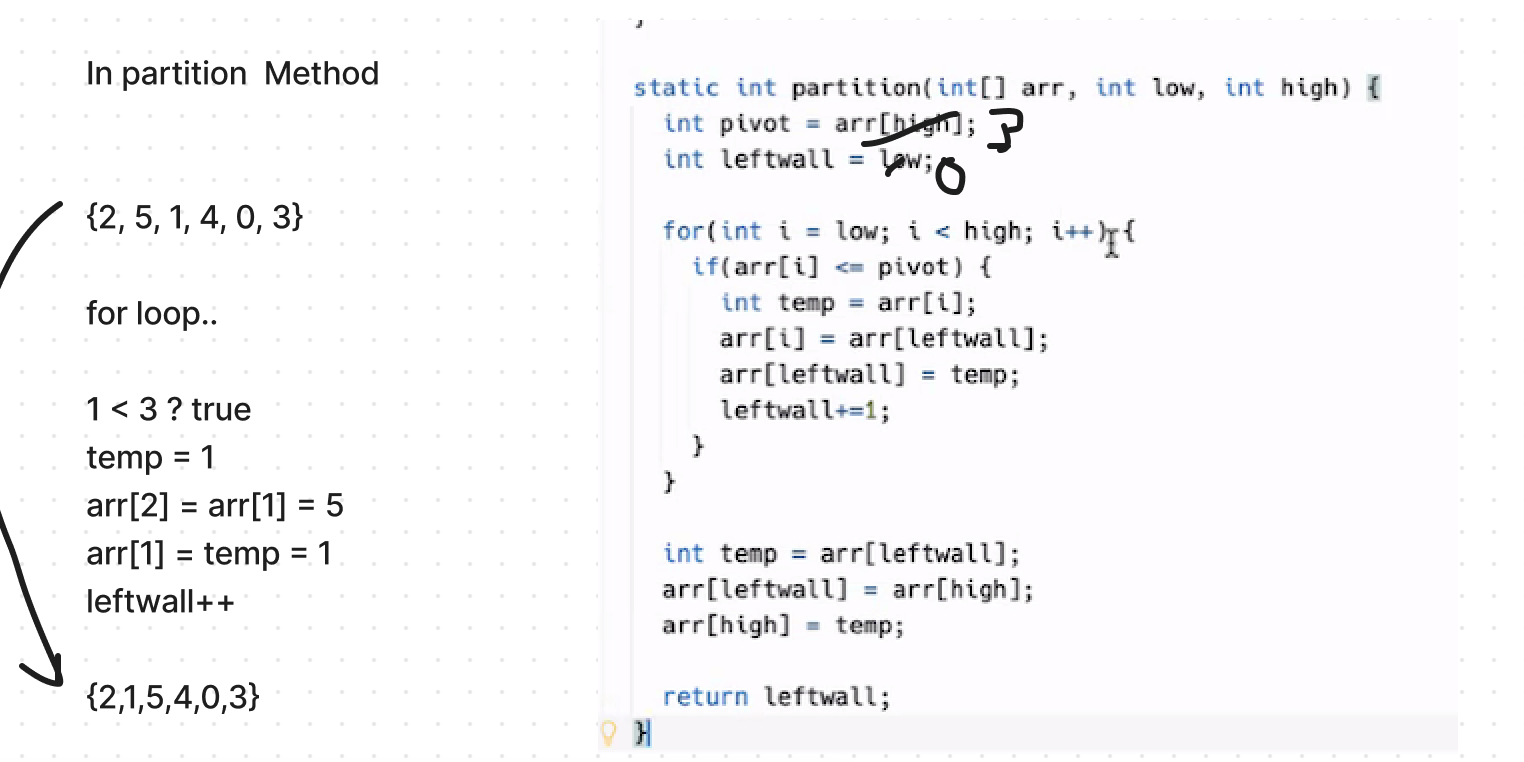 In partition Method
{2, 5, 1, 4, 0, 3}
for loop..
1 < 3 ? true
temp = 1
arr[2] = arr[1] = 5
arr[1] = temp = 1
leftwall++
{2,1,5,4,0,3}
}
static int partition(int[] arr, int low, int high) {
int pivot = arr[high]; 3
int leftwall = low; 0
for(int i = low; i < high; i++) {
if(arr[i] <= pivot) {
int temp = arr[i];
arr[i] = arr[leftwall];
arr[leftwall] = temp;
leftwall+=1;
}
}
int temp = arr[leftwall];
arr[leftwall] = arr[high];
arr[high] = temp;
return leftwall;
}